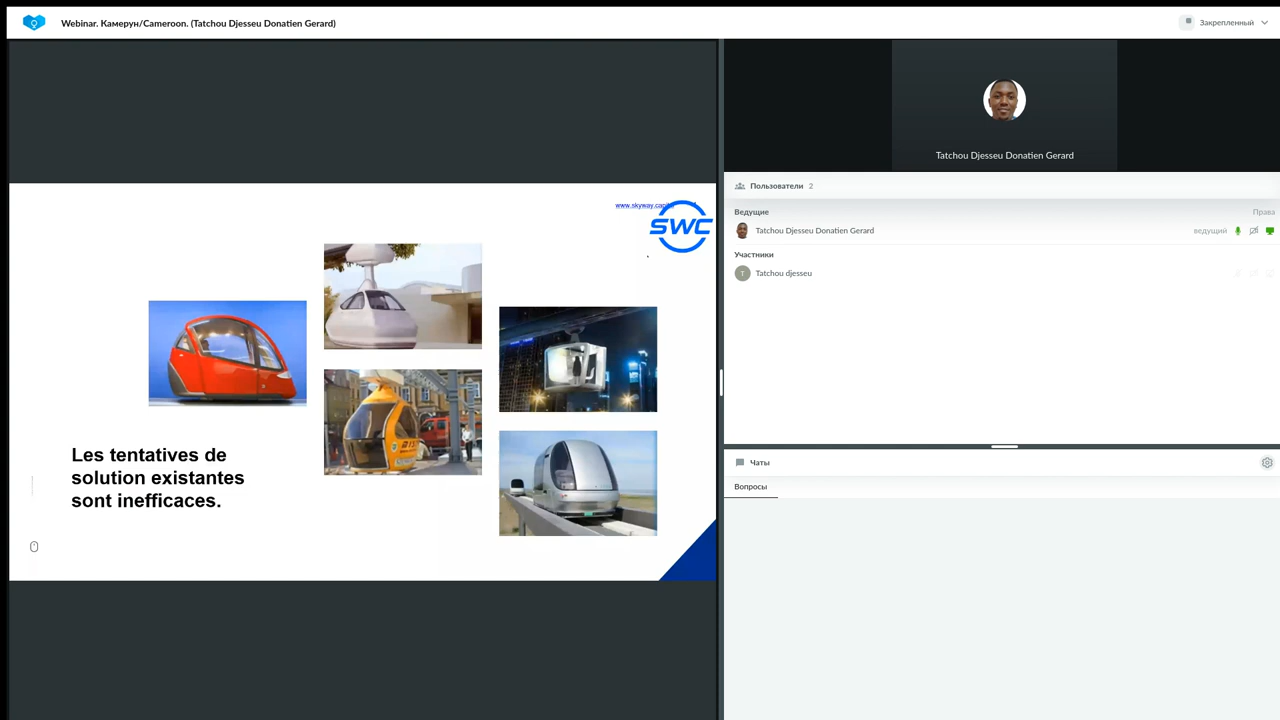 Webinar. Камерун/Cameroon. (Tatchou Djesseu Donatien Gerard)
Закрепленный
www.skyway.capital
SWC
Les tentatives de
solution existantes
sont inefficaces.
Tatchou Djesseu Donatien Gerard
Пользователи 2
Ведущие
Права
Tatchou Djesseu Donatien Gerard
ведущий
Участники
T
Tatchou djesseu
Чаты
Вопросы